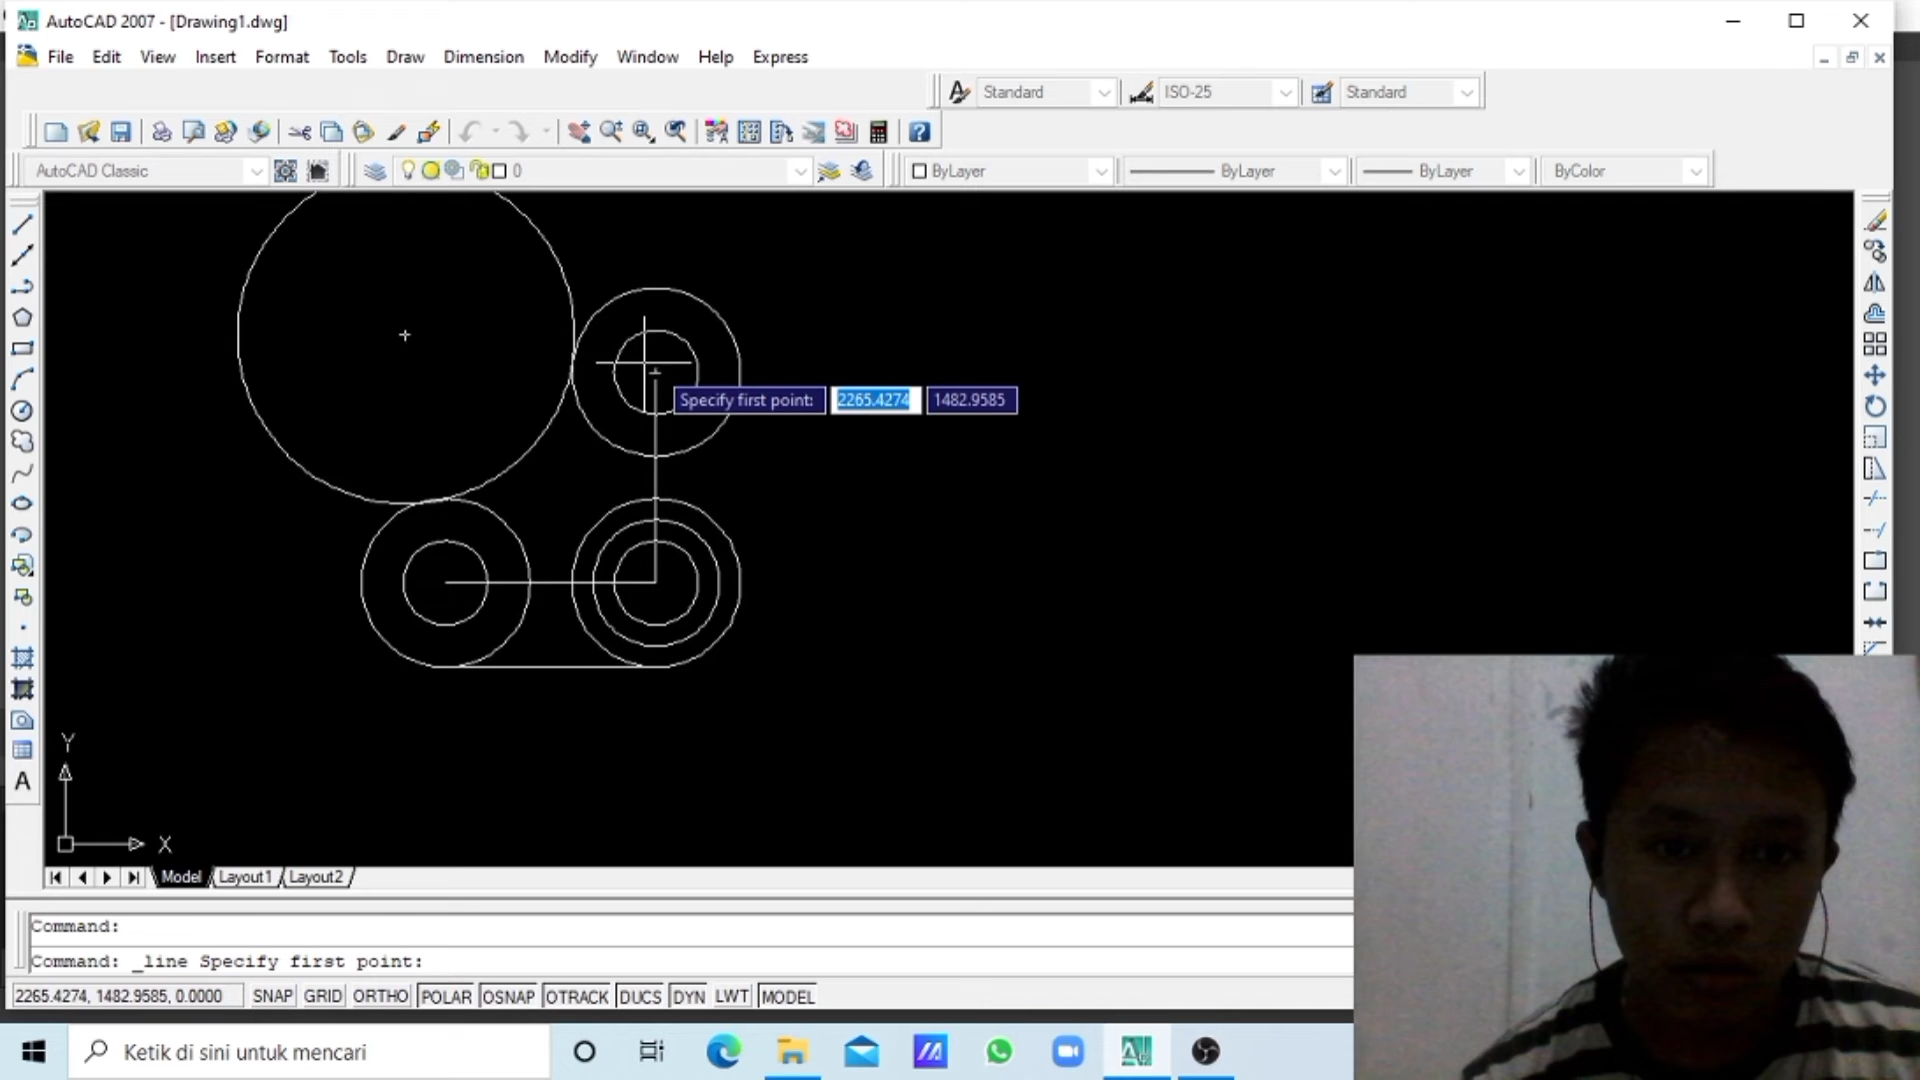 AutoCAD 2007 - [Drawing1.dwg]
File Edit View Insert Format Tools Draw Dimension Modify Window Help Express
Standard ISO-25 Standard
AutoCAD Classic 0 ByLayer ByLayer ByLayer ByColor
Specify first point: 2265.4274 1482.9585
Y
X
A
Model Layout1 Layout2
Command:
Command: _line Specify first point:
2265.4274, 1482.9585, 0.0000 SNAP GRID ORTHO POLAR OSNAP OTRACK DUCS DYN LWT MODEL
Ketik di sini untuk mencari